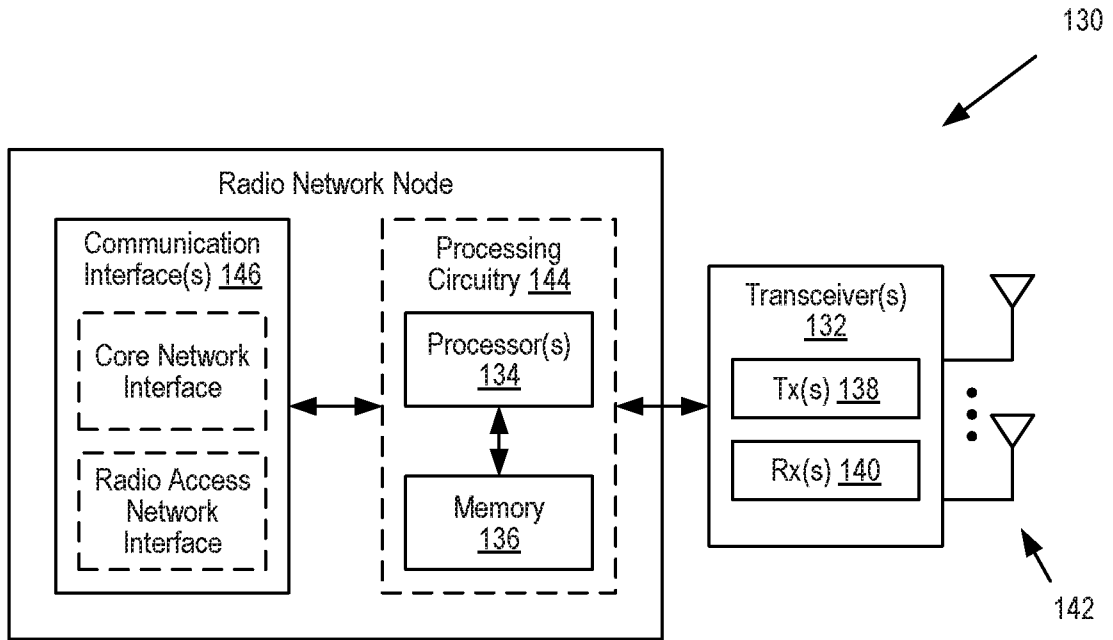 130
Radio Network Node
Communication
Interface(s) 146
Core Network
Interface
Radio Access
Network
Interface
Processing
Circuitry 144
Processor(s)
134
Memory
136
Transceiver(s)
132
Tx(s) 138
Rx(s) 140
142